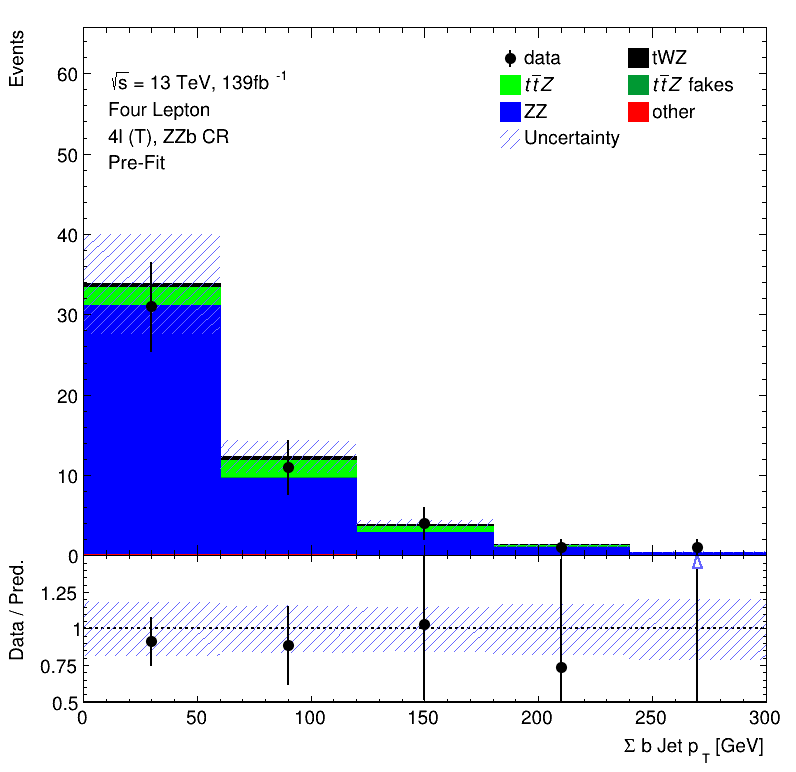 Events
60
50
40
30
20
10
0
√s = 13 TeV, 139fb⁻¹
Four Lepton
4l (T), ZZb CR
Pre-Fit
data
tWZ
tt̄Z
tt̄Z fakes
ZZ
other
Uncertainty
Data / Pred.
1.25
1
0.75
0.5
0 50 100 150 200 250 300
Σ b Jet p_T [GeV]